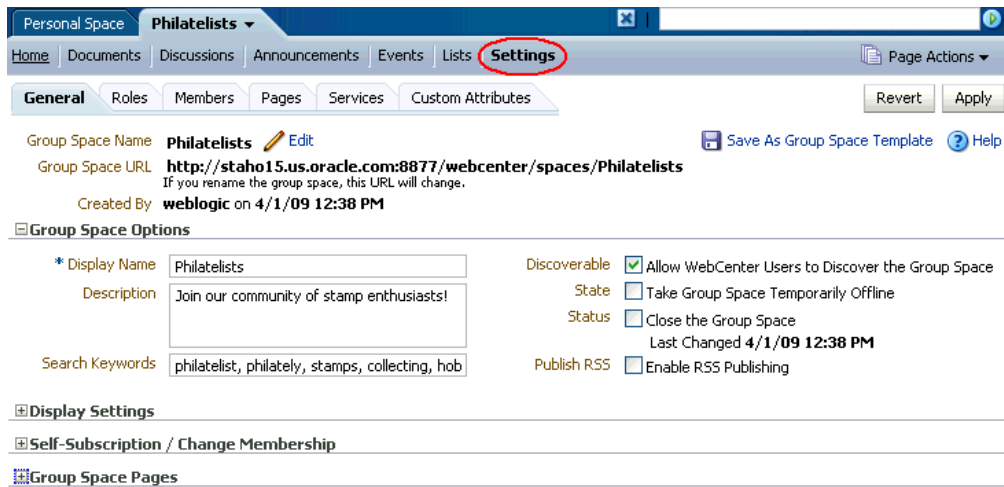 Personal Space Philatelists
Home Documents Discussions Announcements Events Lists Settings Page Actions
General Roles Members Pages Services Custom Attributes Revert Apply
Group Space Name Philatelists Edit Save As Group Space Template Help
Group Space URL http://staho15.us.oracle.com:8877/webcenter/spaces/Philatelists
If you rename the group space, this URL will change.
Created By weblogic on 4/1/09 12:38 PM
Group Space Options
* Display Name Philatelists Discoverable Allow WebCenter Users to Discover the Group Space
Description Join our community of stamp enthusiasts! State Take Group Space Temporarily Offline
Status Close the Group Space
Last Changed 4/1/09 12:38 PM
Search Keywords philatelist, philately, stamps, collecting, hob Publish RSS Enable RSS Publishing
Display Settings
Self-Subscription / Change Membership
Group Space Pages